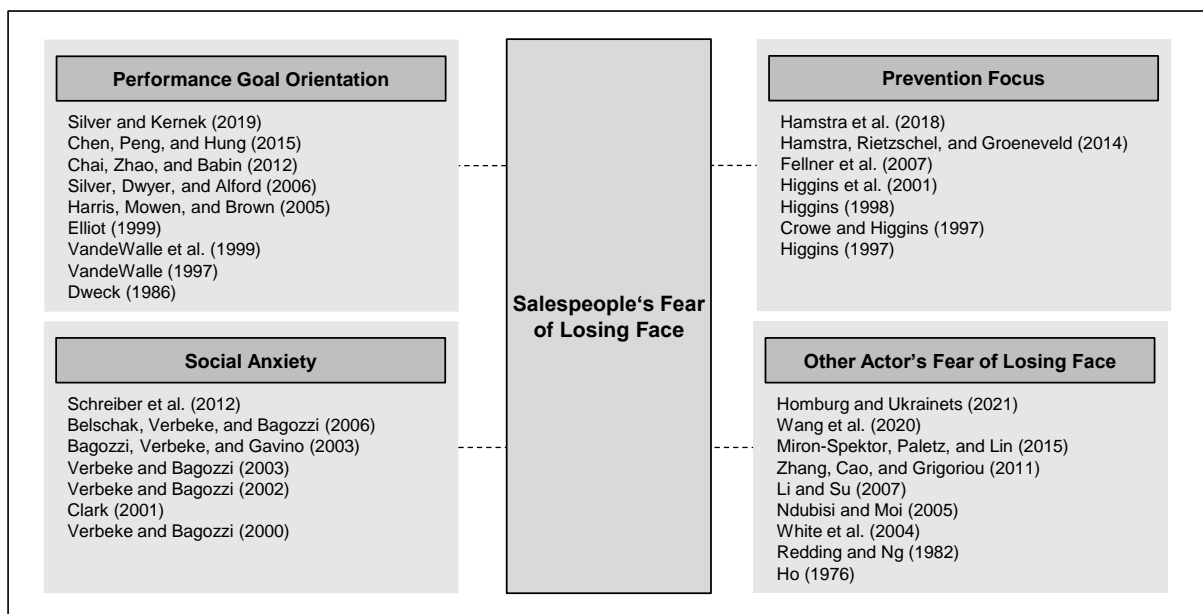 Performance Goal Orientation
Silver and Kernek (2019)
Chen, Peng, and Hung (2015)
Chai, Zhao, and Babin (2012)
Silver, Dwyer, and Alford (2006)
Harris, Mowen, and Brown (2005)
Elliot (1999)
VandeWalle et al. (1999)
VandeWalle (1997)
Dweck (1986)
Social Anxiety
Schreiber et al. (2012)
Belschak, Verbeke, and Bagozzi (2006)
Bagozzi, Verbeke, and Gavino (2003)
Verbeke and Bagozzi (2003)
Verbeke and Bagozzi (2002)
Clark (2001)
Verbeke and Bagozzi (2000)
Salespeople‘s Fear
of Losing Face
Prevention Focus
Hamstra et al. (2018)
Hamstra, Rietzschel, and Groeneveld (2014)
Fellner et al. (2007)
Higgins et al. (2001)
Higgins (1998)
Crowe and Higgins (1997)
Higgins (1997)
Other Actor’s Fear of Losing Face
Homburg and Ukrainets (2021)
Wang et al. (2020)
Miron-Spektor, Paletz, and Lin (2015)
Zhang, Cao, and Grigoriou (2011)
Li and Su (2007)
Ndubisi and Moi (2005)
White et al. (2004)
Redding and Ng (1982)
Ho (1976)